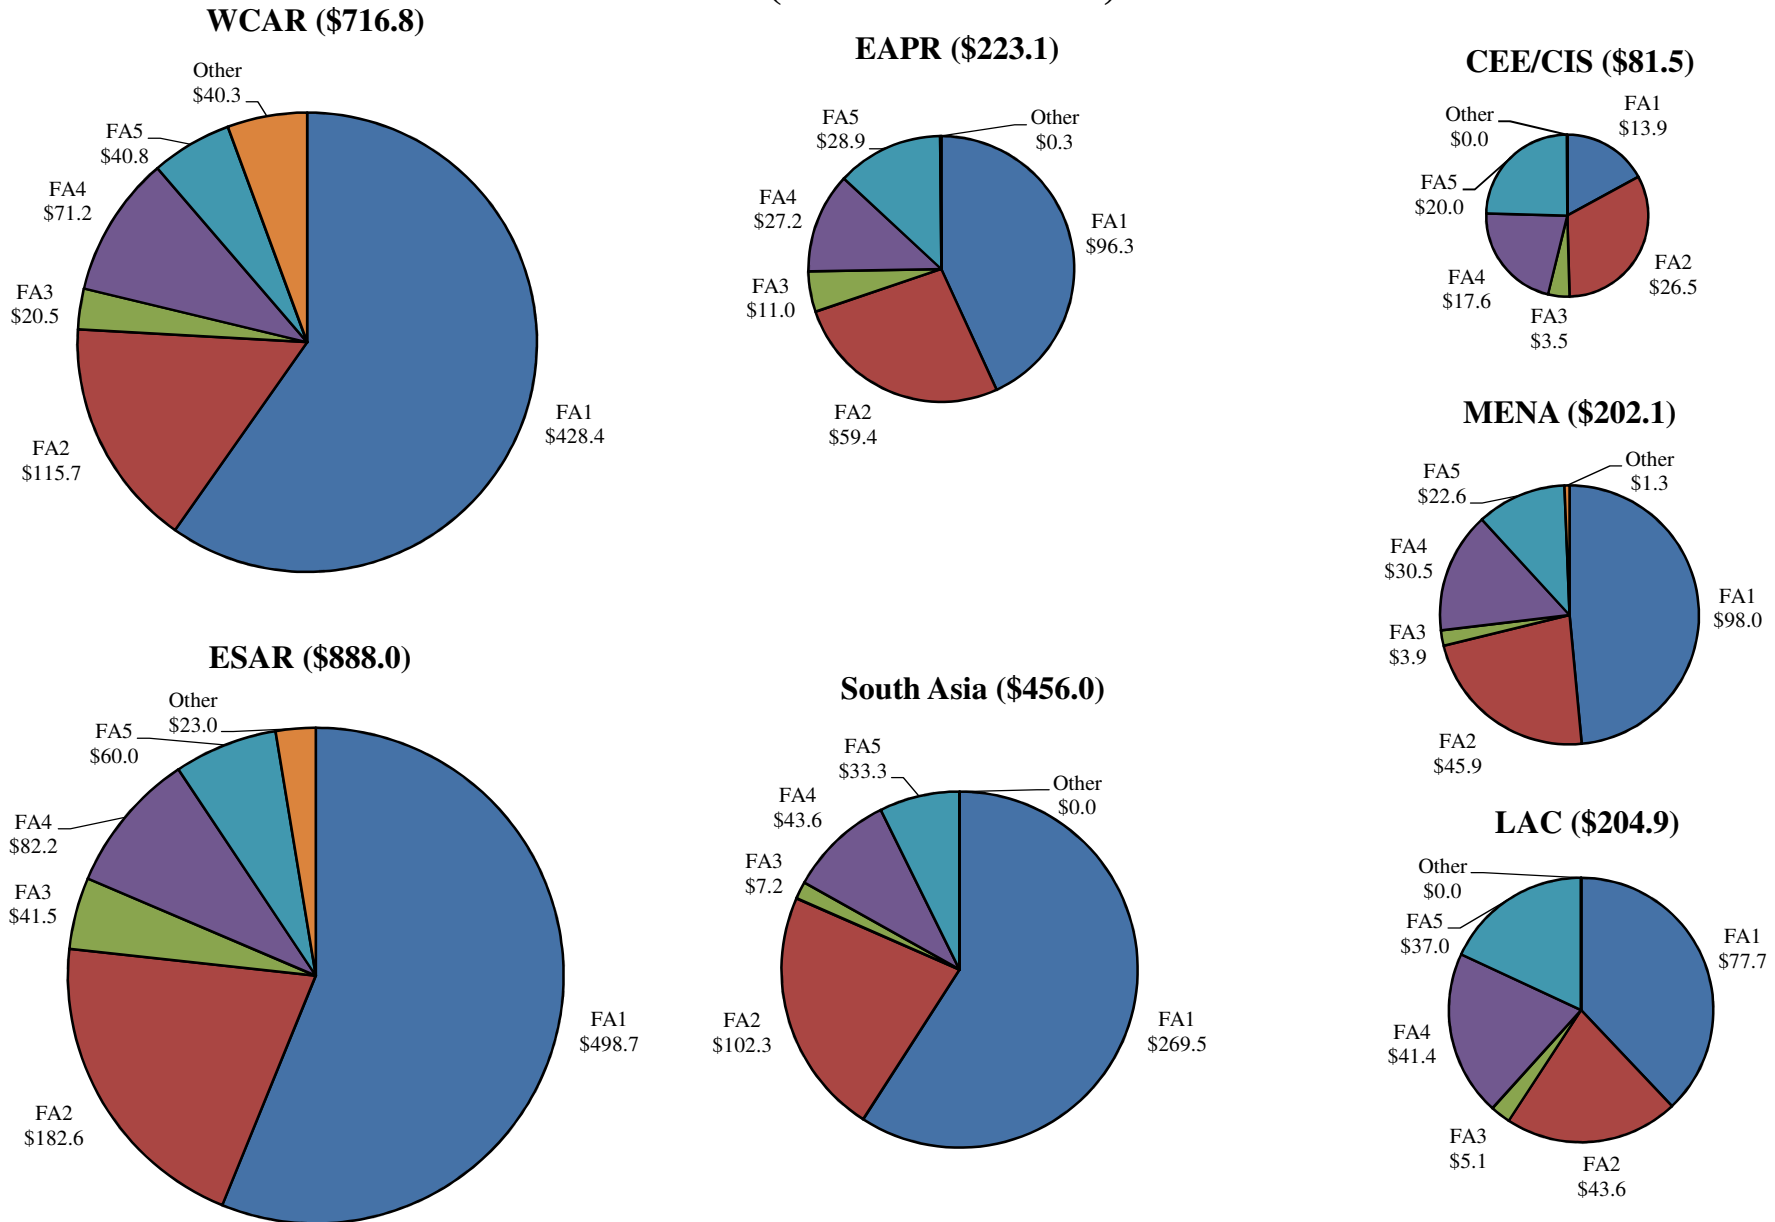 WCAR ($716.8)
Other
$40.3
FA5
$40.8
FA4
$71.2
FA3
$20.5
FA2
$115.7
FA1
$428.4
EAPR ($223.1)
FA5
$28.9
Other
$0.3
FA4
$27.2
FA1
$96.3
FA3
$11.0
FA2
$59.4
CEE/CIS ($81.5)
Other
$0.0
FA1
$13.9
FA5
$20.0
FA4
$17.6
FA2
$26.5
FA3
$3.5
MENA ($202.1)
FA5
$22.6
Other
$1.3
FA4
$30.5
FA1
$98.0
FA3
$3.9
FA2
$45.9
ESAR ($888.0)
Other
$23.0
FA5
$60.0
FA4
$82.2
FA3
$41.5
FA1
$498.7
FA2
$182.6
South Asia ($456.0)
FA5
$33.3
Other
$0.0
FA4
$43.6
FA3
$7.2
FA2
$102.3
FA1
$269.5
LAC ($204.9)
Other
$0.0
FA5
$37.0
FA1
$77.7
FA4
$41.4
FA3
$5.1
FA2
$43.6